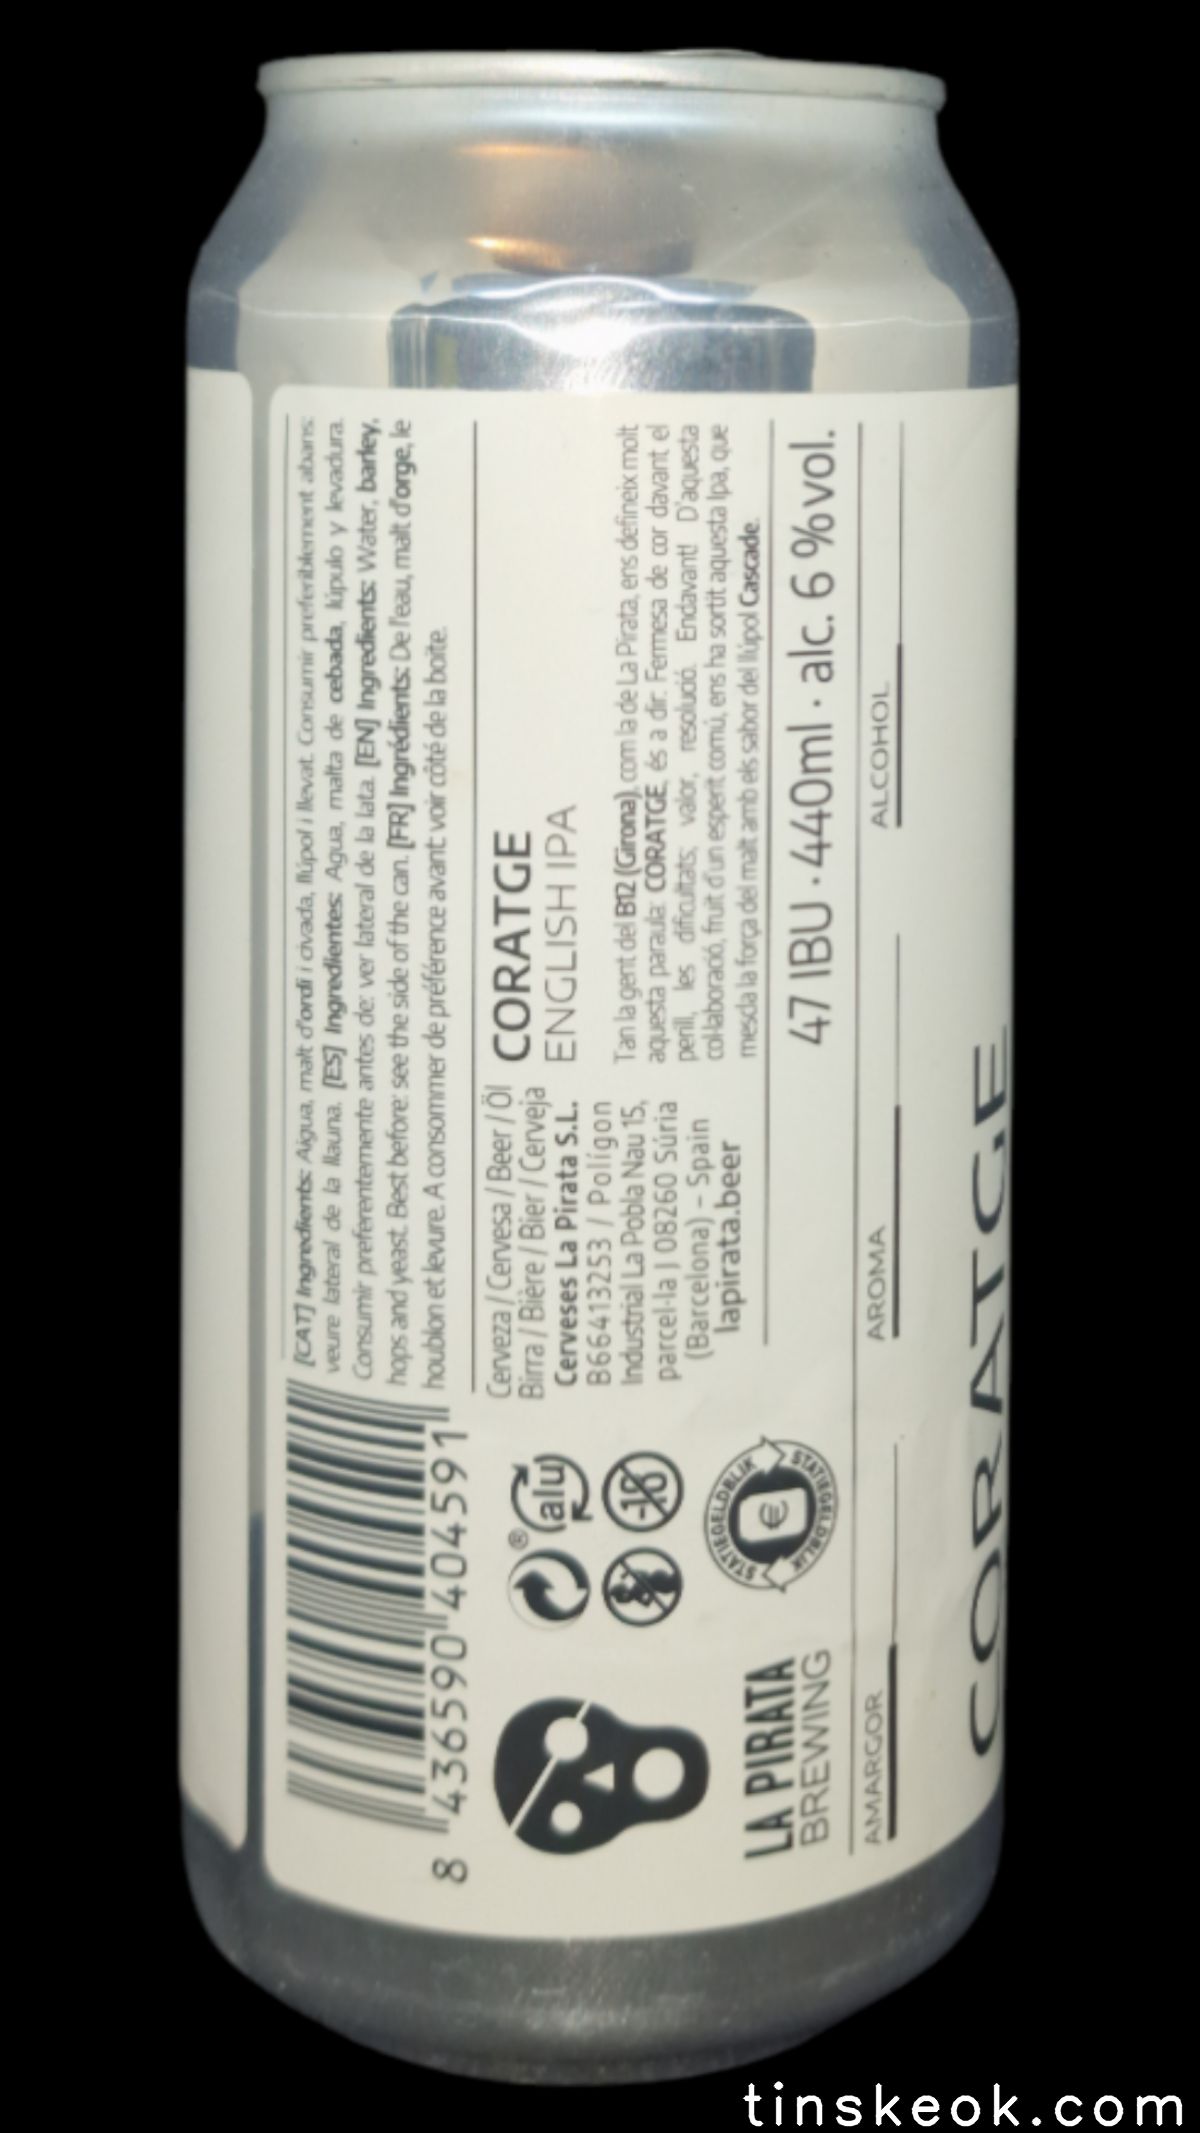 [CAT] Ingredients: Aigua, malt d'ordi i civada, llúpol i llevat. Consumir preferiblement abans:
veure lateral de la llauna. [ES] Ingredientes: Agua, malta de cebada, lúpulo y levadura.
Consumir preferentemente antes de: ver lateral de la lata. [EN] Ingredients: Water, barley,
hops and yeast. Best before: see the side of the can. [FR] Ingrédients: De l'eau, malt d'orge, le
houblon et levure. A consommer de préférence avant: voir côté de la boîte.
8 436590 404591
Cerveza / Cervesa / Beer / Öl
Birra / Bière / Bier / Cerveja
Cerveses La Pirata S.L.
B66413253 / Polígon
Industrial La Pobla Nau 15,
parcel·la J 08260 Súria
(Barcelona) - Spain
lapirata.beer
CORATGE
ENGLISH IPA
Tan la gent del B12 (Girona), com la de La Pirata, ens defineix molt
aquesta paraula: CORATGE, és a dir: Fermesa de cor davant el
perill, les dificultats; valor, resolució. Endavant! D'aquesta
col·laboració, fruit d'un esperit comú, ens ha sortit aquesta Ipa, que
mescla la força del malt amb els sabor del llúpol Cascade.
47 IBU · 440ml · alc. 6 %vol.
® alu
-18
STATIEGELDBLIK
€
STATIEGELDBLIK
LA PIRATA
BREWING
AMARGOR
AROMA
ALCOHOL
CORATGE
tinskeok.com